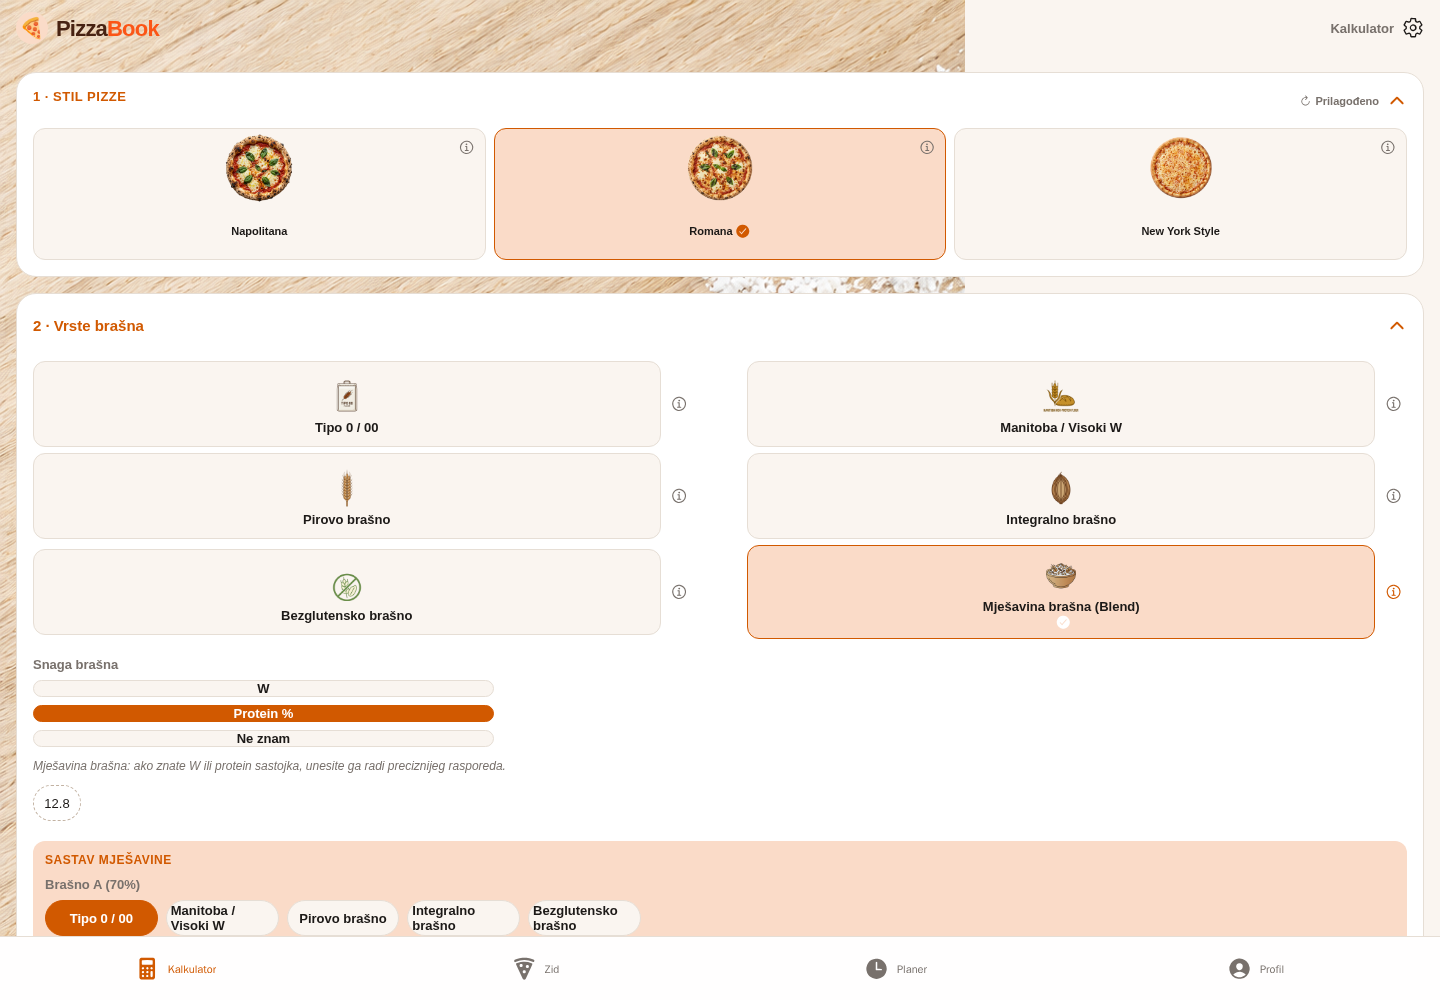 PizzaBook
Kalkulator
1 · STIL PIZZE
Prilagođeno
Napolitana
Romana
New York Style
2 · Vrste brašna
Tipo 0 / 00
Manitoba / Visoki W
Pirovo brašno
Integralno brašno
Bezglutensko brašno
Mješavina brašna (Blend)
Snaga brašna
W
Protein %
Ne znam
Mješavina brašna: ako znate W ili protein sastojka, unesite ga radi preciznijeg rasporeda.
12.8
SASTAV MJEŠAVINE
Brašno A (70%)
Tipo 0 / 00
Manitoba /
Visoki W
Pirovo brašno
Integralno
brašno
Bezglutensko
brašno
Kalkulator
Zid
Planer
Profil